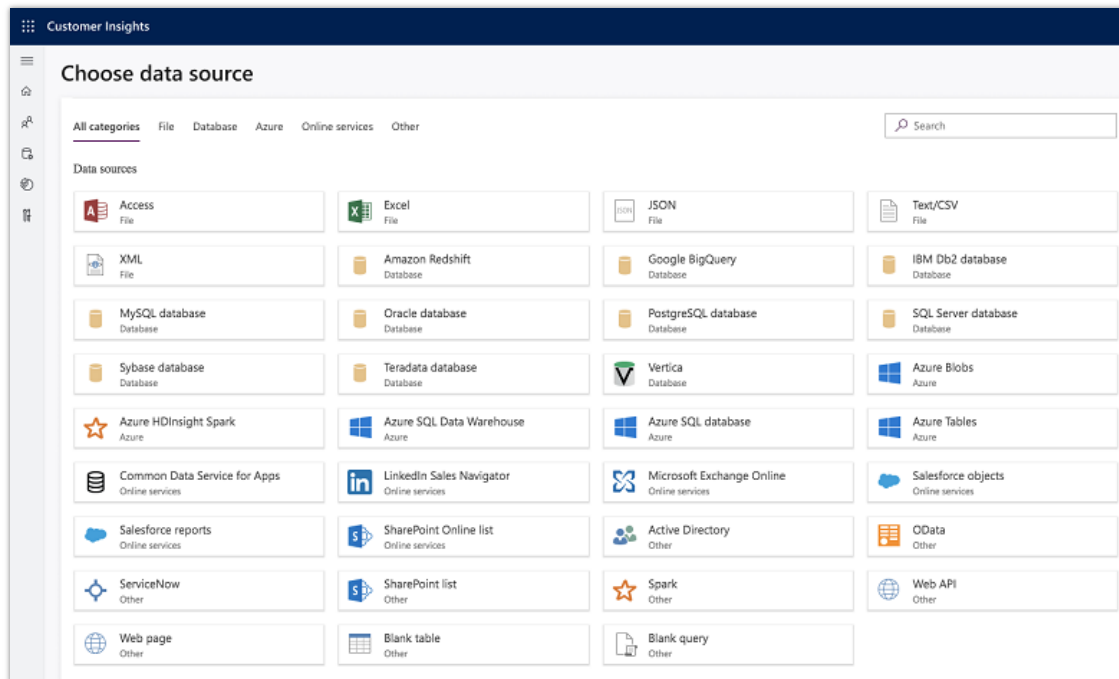 Customer Insights
Choose data source
All categories File Database Azure Online services Other
Search
Data sources
Access
File
Excel
File
JSON
JSON
File
Text/CSV
File
XML
File
Amazon Redshift
Database
Google BigQuery
Database
IBM Db2 database
Database
MySQL database
Database
Oracle database
Database
PostgreSQL database
Database
SQL Server database
Database
Sybase database
Database
Teradata database
Database
Vertica
Database
Azure Blobs
Azure
Azure HDInsight Spark
Azure
Azure SQL Data Warehouse
Azure
Azure SQL database
Azure
Azure Tables
Azure
Common Data Service for Apps
Online services
in
LinkedIn Sales Navigator
Online services
Microsoft Exchange Online
Online services
Salesforce objects
Online services
Salesforce reports
Online services
SharePoint Online list
Online services
Active Directory
Other
OData
Other
ServiceNow
Other
SharePoint list
Other
Spark
Other
Web API
Other
Web page
Other
Blank table
Other
Blank query
Other